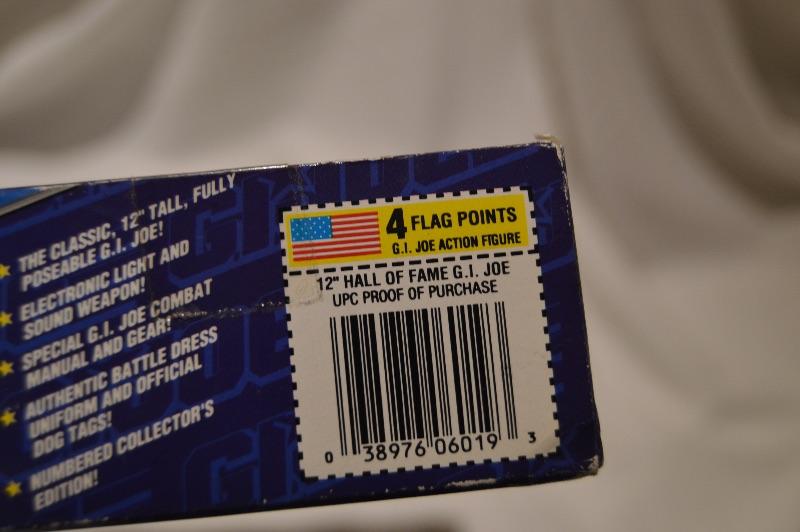 THE CLASSIC, 12" TALL, FULLY
POSEABLE G.I. JOE!
ELECTRONIC LIGHT AND
SOUND WEAPON!
SPECIAL G.I. JOE COMBAT
MANUAL AND GEAR!
AUTHENTIC BATTLE DRESS
UNIFORM AND OFFICIAL
DOG TAGS!
NUMBERED COLLECTOR'S
EDITION!
4 FLAG POINTS
G.I. JOE ACTION FIGURE
12" HALL OF FAME G.I. JOE
UPC PROOF OF PURCHASE
0 38976 06019 3